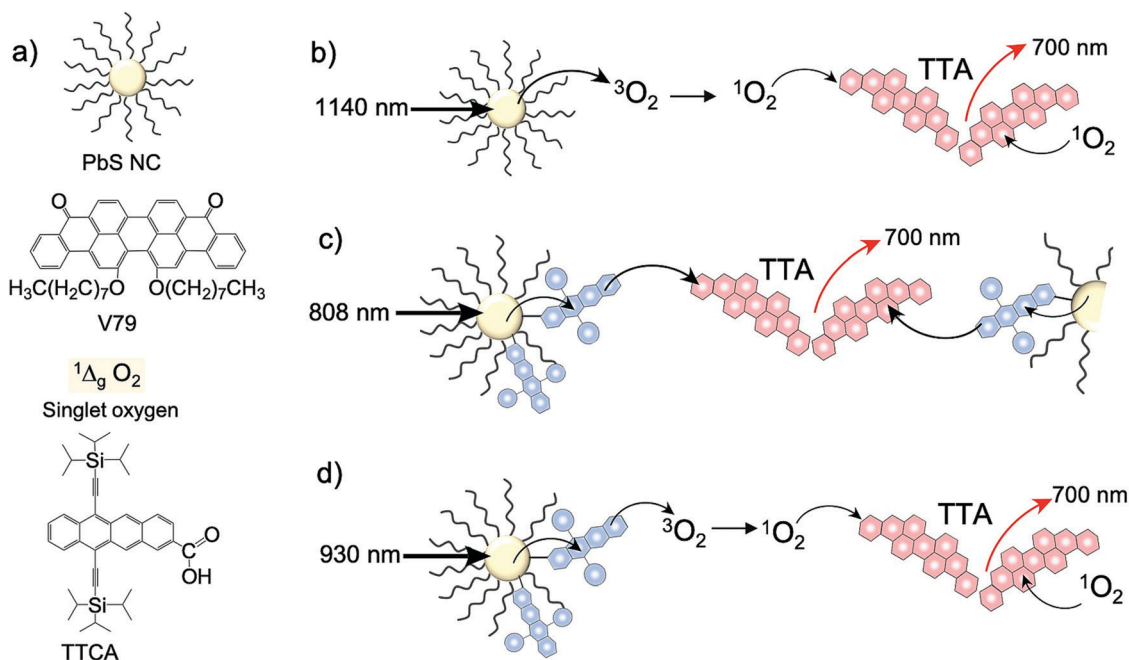 a)
PbS NC
O
O
H₃C(H₂C)₇O
O(CH₂)₇CH₃
V79
¹Δg O₂
Singlet oxygen
Si
O
C
OH
Si
TTCA
b)
1140 nm
³O₂
¹O₂
TTA
700 nm
¹O₂
c)
808 nm
TTA
700 nm
d)
930 nm
³O₂
¹O₂
TTA
700 nm
¹O₂